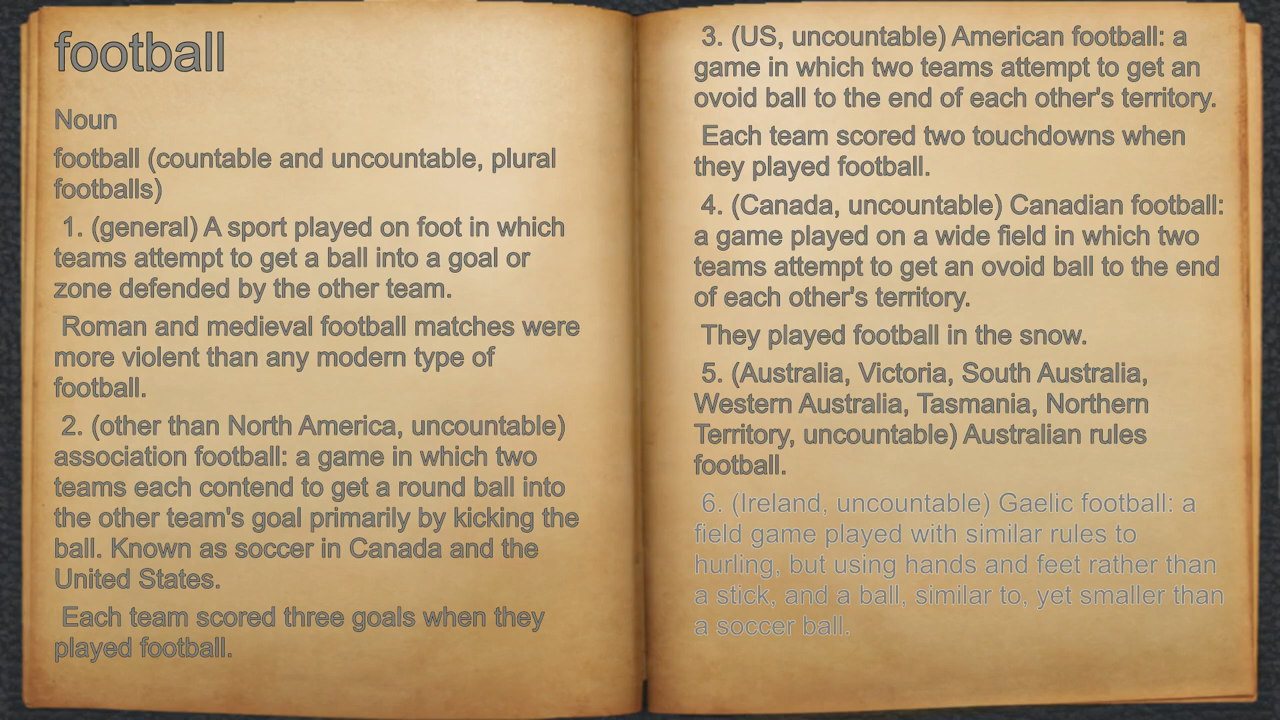 football
Noun
football (countable and uncountable, plural
footballs)
1. (general) A sport played on foot in which
teams attempt to get a ball into a goal or
zone defended by the other team.
Roman and medieval football matches were
more violent than any modern type of
football.
2. (other than North America, uncountable)
association football: a game in which two
teams each contend to get a round ball into
the other team's goal primarily by kicking the
ball. Known as soccer in Canada and the
United States.
Each team scored three goals when they
played football.
3. (US, uncountable) American football: a
game in which two teams attempt to get an
ovoid ball to the end of each other's territory.
Each team scored two touchdowns when
they played football.
4. (Canada, uncountable) Canadian football:
a game played on a wide field in which two
teams attempt to get an ovoid ball to the end
of each other's territory.
They played football in the snow.
5. (Australia, Victoria, South Australia,
Western Australia, Tasmania, Northern
Territory, uncountable) Australian rules
football.
6. (Ireland, uncountable) Gaelic football: a
field game played with similar rules to
hurling, but using hands and feet rather than
a stick, and a ball, similar to, yet smaller than
a soccer ball.